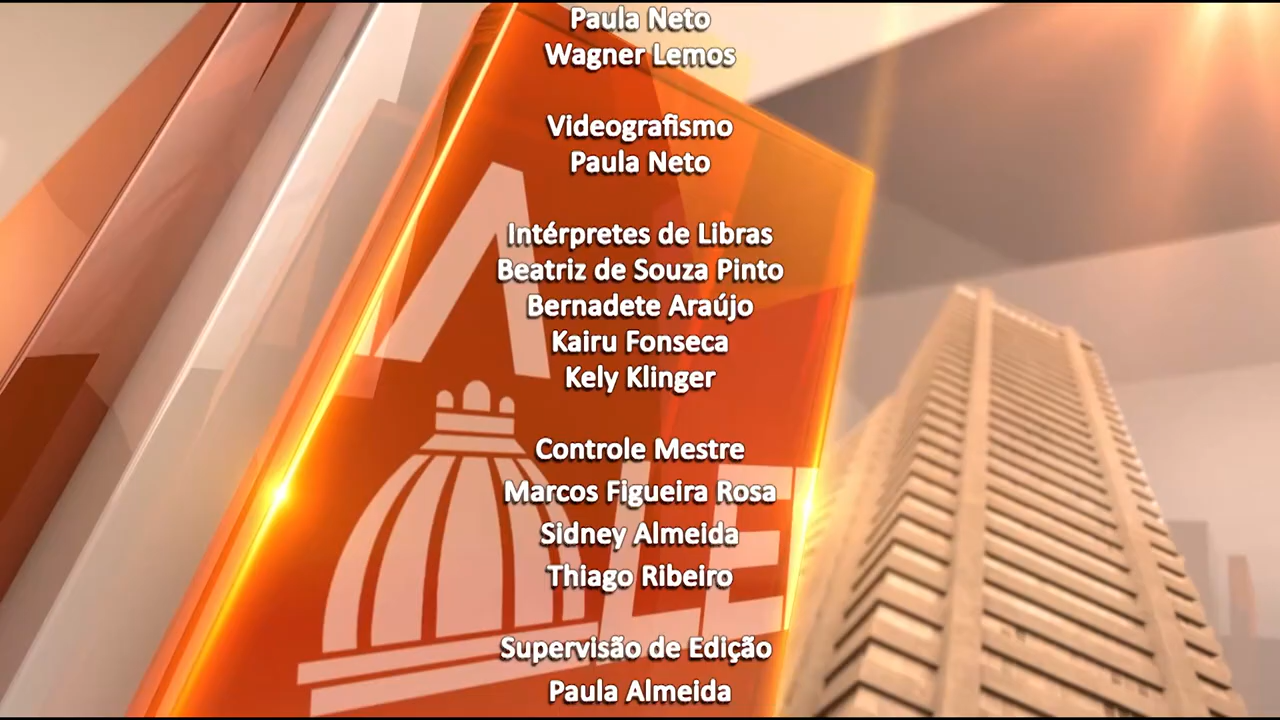 Paula Neto
Wagner Lemos
Videografismo
Paula Neto
Intérpretes de Libras
Beatriz de Souza Pinto
Bernadete Araújo
Kairu Fonseca
Kely Klinger
Controle Mestre
Marcos Figueira Rosa
Sidney Almeida
Thiago Ribeiro
Supervisão de Edição
Paula Almeida
A
LE